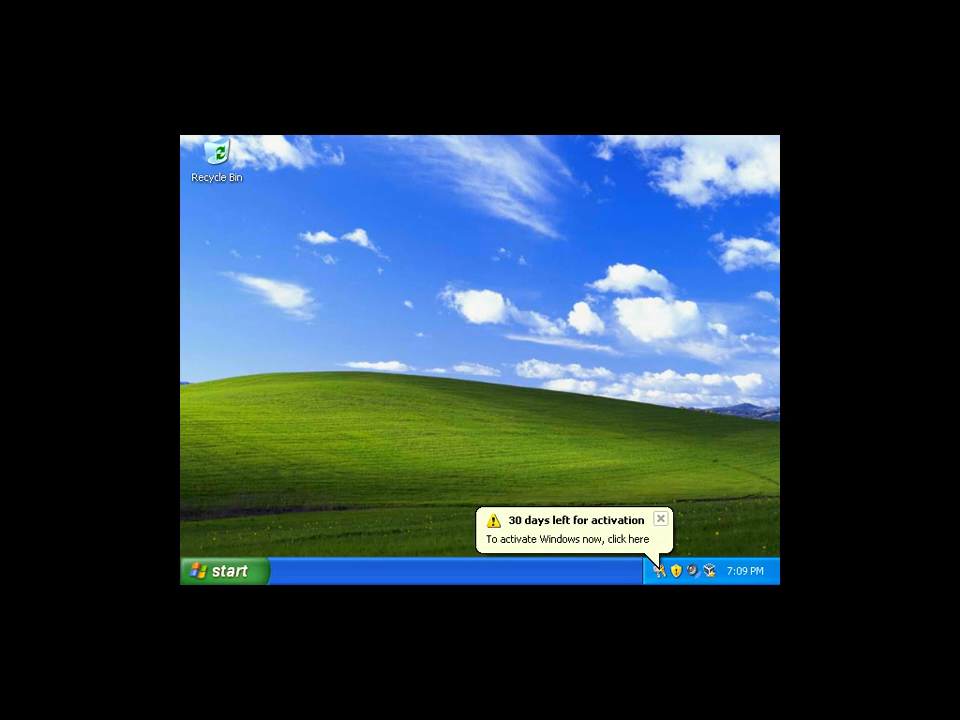 Recycle Bin
30 days left for activation
To activate Windows now, click here
start
7:09 PM